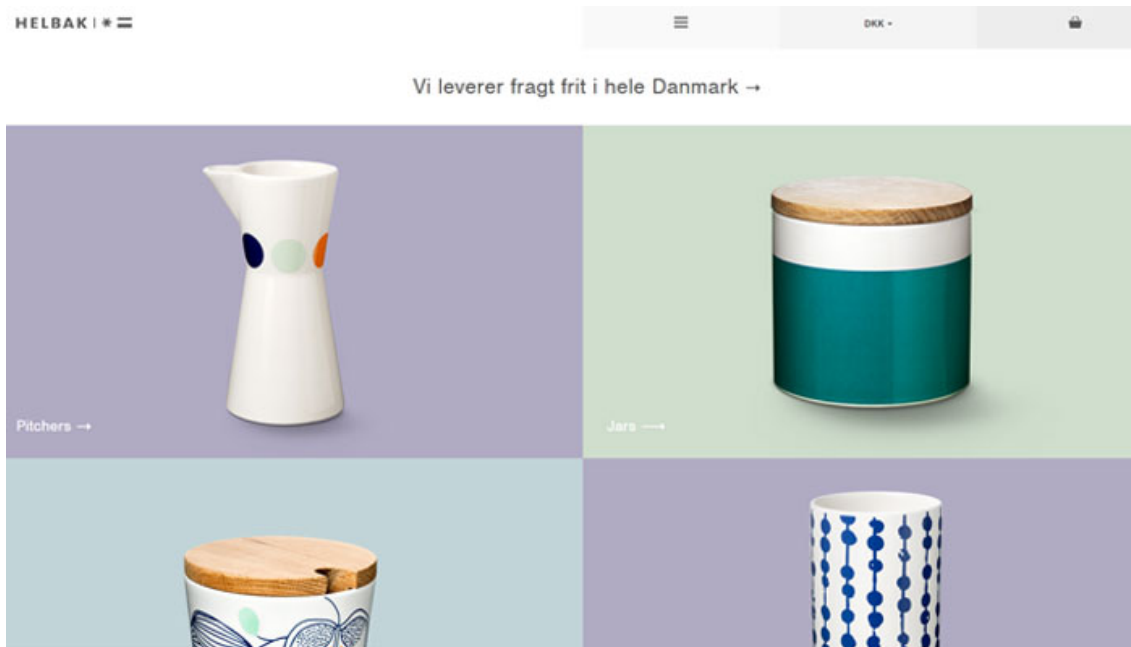 HELBAK
DKK
Vi leverer fragt frit i hele Danmark →
Pitchers →
Jars →